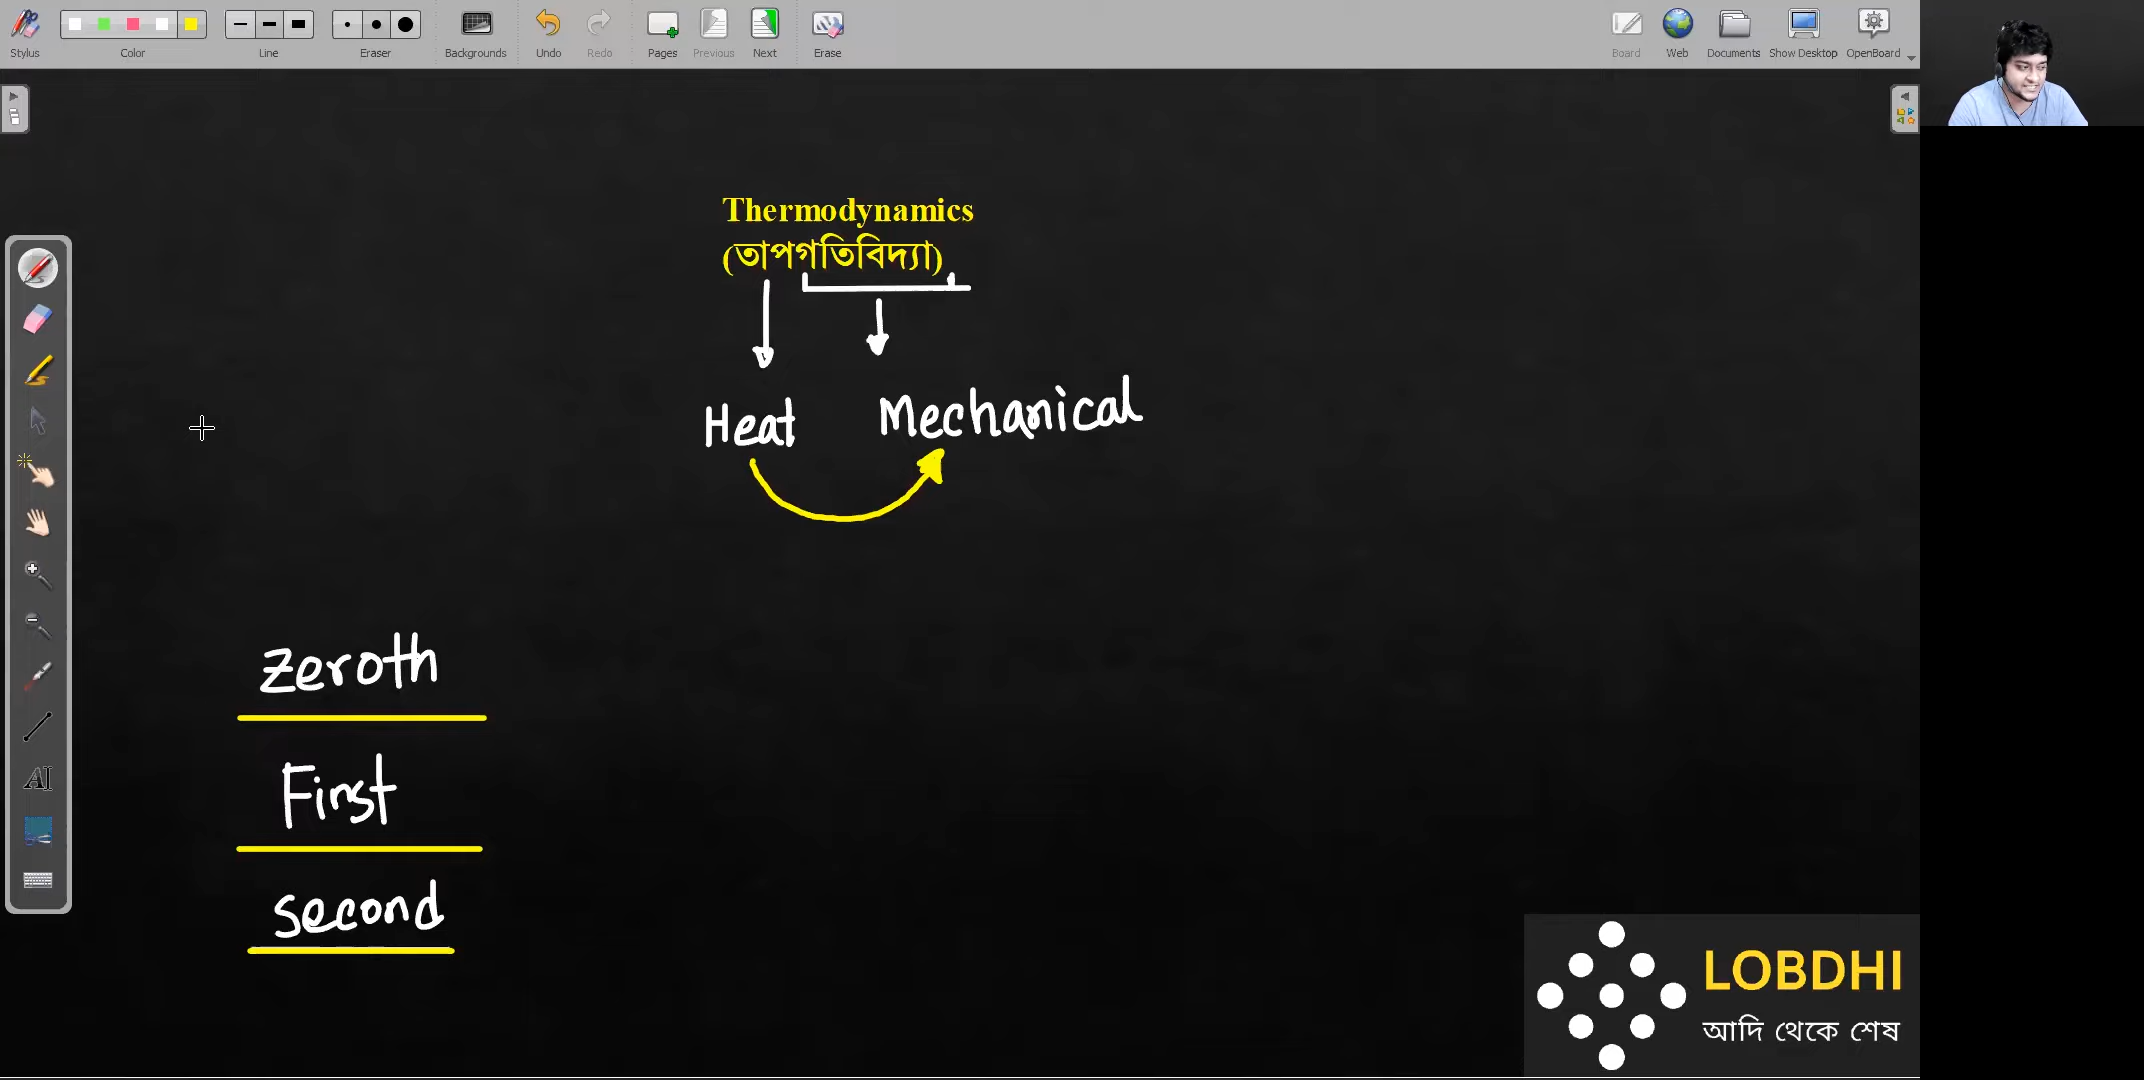 Stylus
Color
Line
Eraser
Backgrounds
Undo
Redo
Pages
Previous
Next
Erase
Board
Web
Documents
Show Desktop
OpenBoard
Thermodynamics
(তাপগতিবিদ্যা)
Heat Mechanical
Zeroth
First
second
AI
LOBDHI
আদি থেকে শেষ